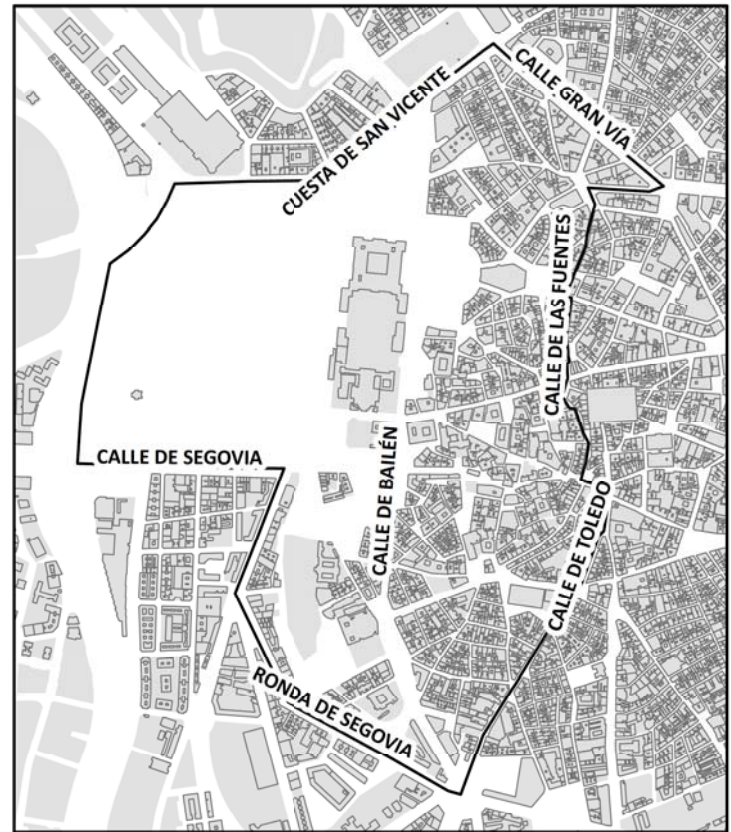 CALLE GRAN VÍA
CUESTA DE SAN VICENTE
CALLE DE LAS FUENTES
CALLE DE SEGOVIA
CALLE DE BAILÉN
CALLE DE TOLEDO
RONDA DE SEGOVIA